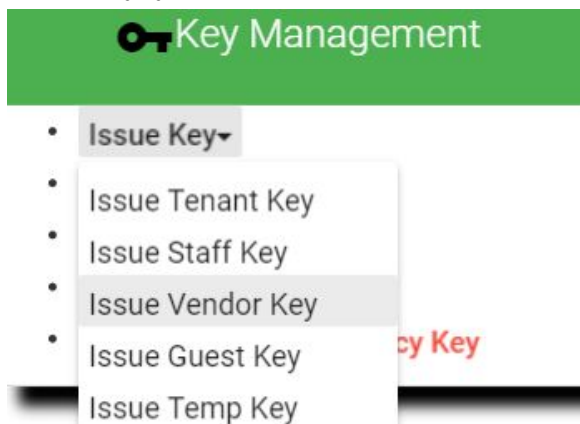 Key Management
Issue Key
Issue Tenant Key
Issue Staff Key
Issue Vendor Key
Issue Guest Key
cy Key
Issue Temp Key